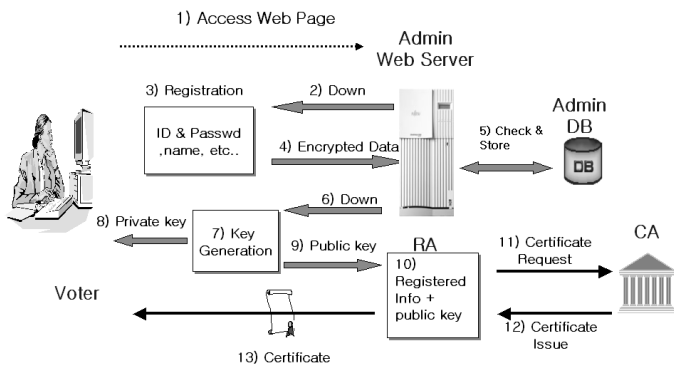 1) Access Web Page
Admin
Web Server
3) Registration
2) Down
ID & Passwd
,name, etc..
4) Encrypted Data
5) Check &
Store
Admin
DB
DB
6) Down
8) Private key
7) Key
Generation
9) Public key
RA
10)
Registered
Info +
public key
11) Certificate
Request
CA
Voter
12) Certificate
Issue
13) Certificate